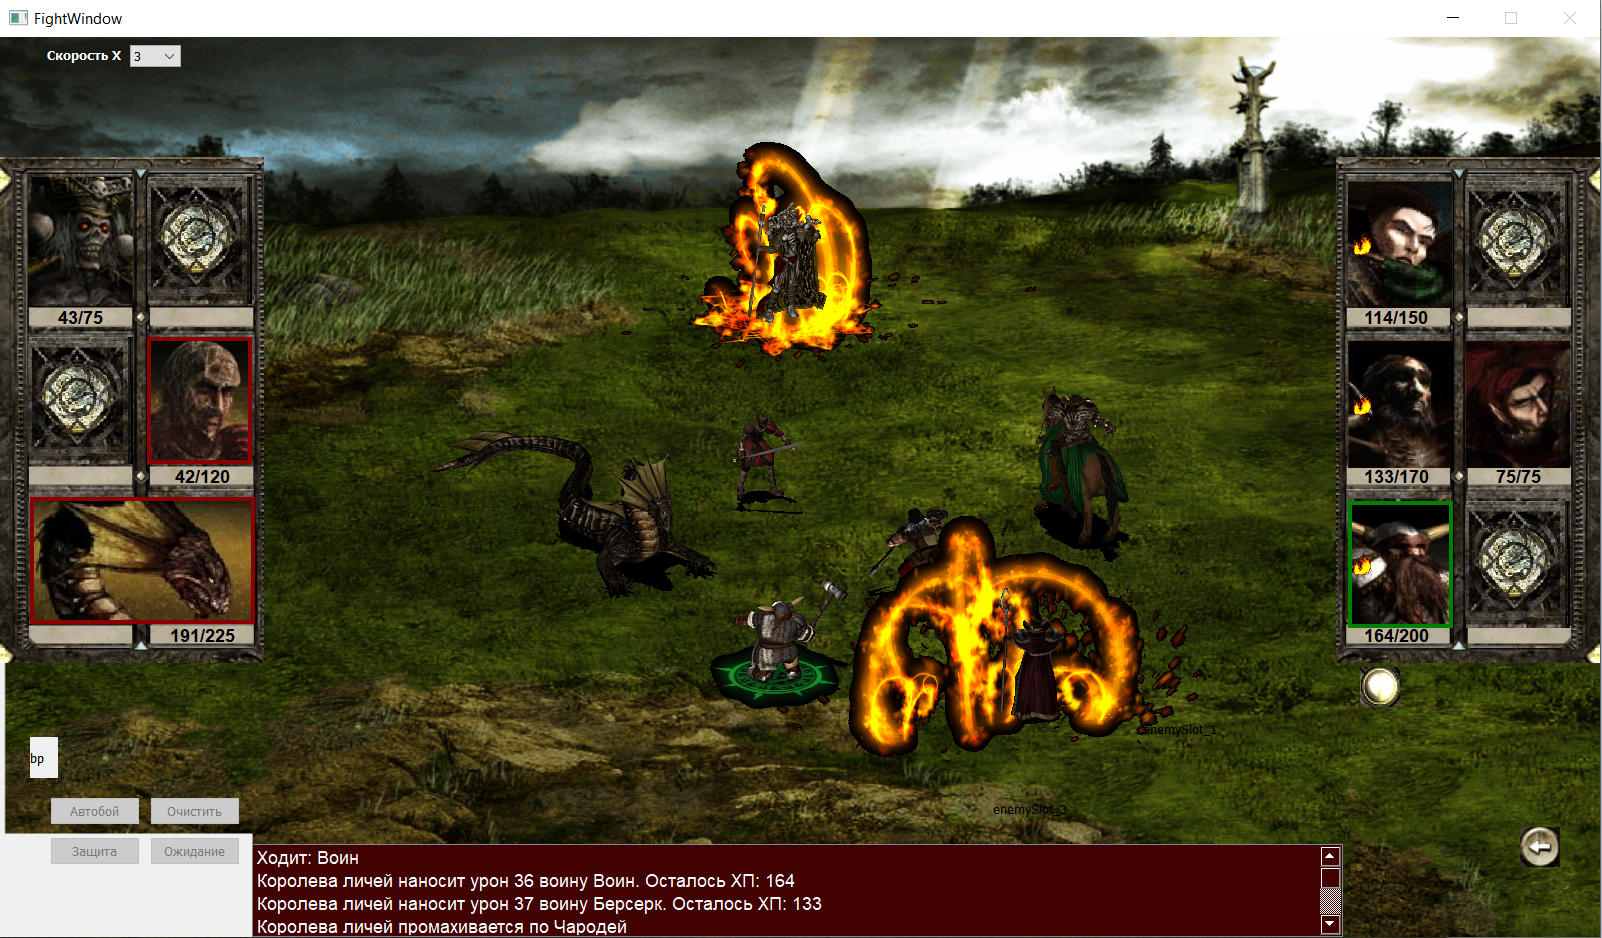 FightWindow
Скорость X 3
43/75
114/150
42/120
133/170
75/75
191/225
164/200
enemySlot_1
bp
enemySlot_3
Автобой Очистить
Защита Ожидание
Ходит: Воин
Королева личей наносит урон 36 воину Воин. Осталось ХП: 164
Королева личей наносит урон 37 воину Берсерк. Осталось ХП: 133
Королева личей промахивается по Чародей